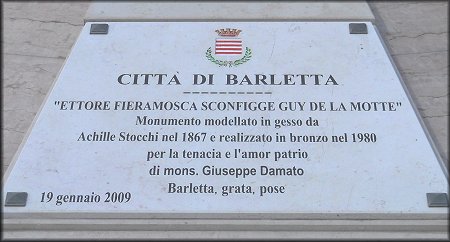 CITTÀ DI BARLETTA
----------
"ETTORE FIERAMOSCA SCONFIGGE GUY DE LA MOTTE"
Monumento modellato in gesso da
Achille Stocchi nel 1867 e realizzato in bronzo nel 1980
per la tenacia e l'amor patrio
di mons. Giuseppe Damato
Barletta, grata, pose
19 gennaio 2009